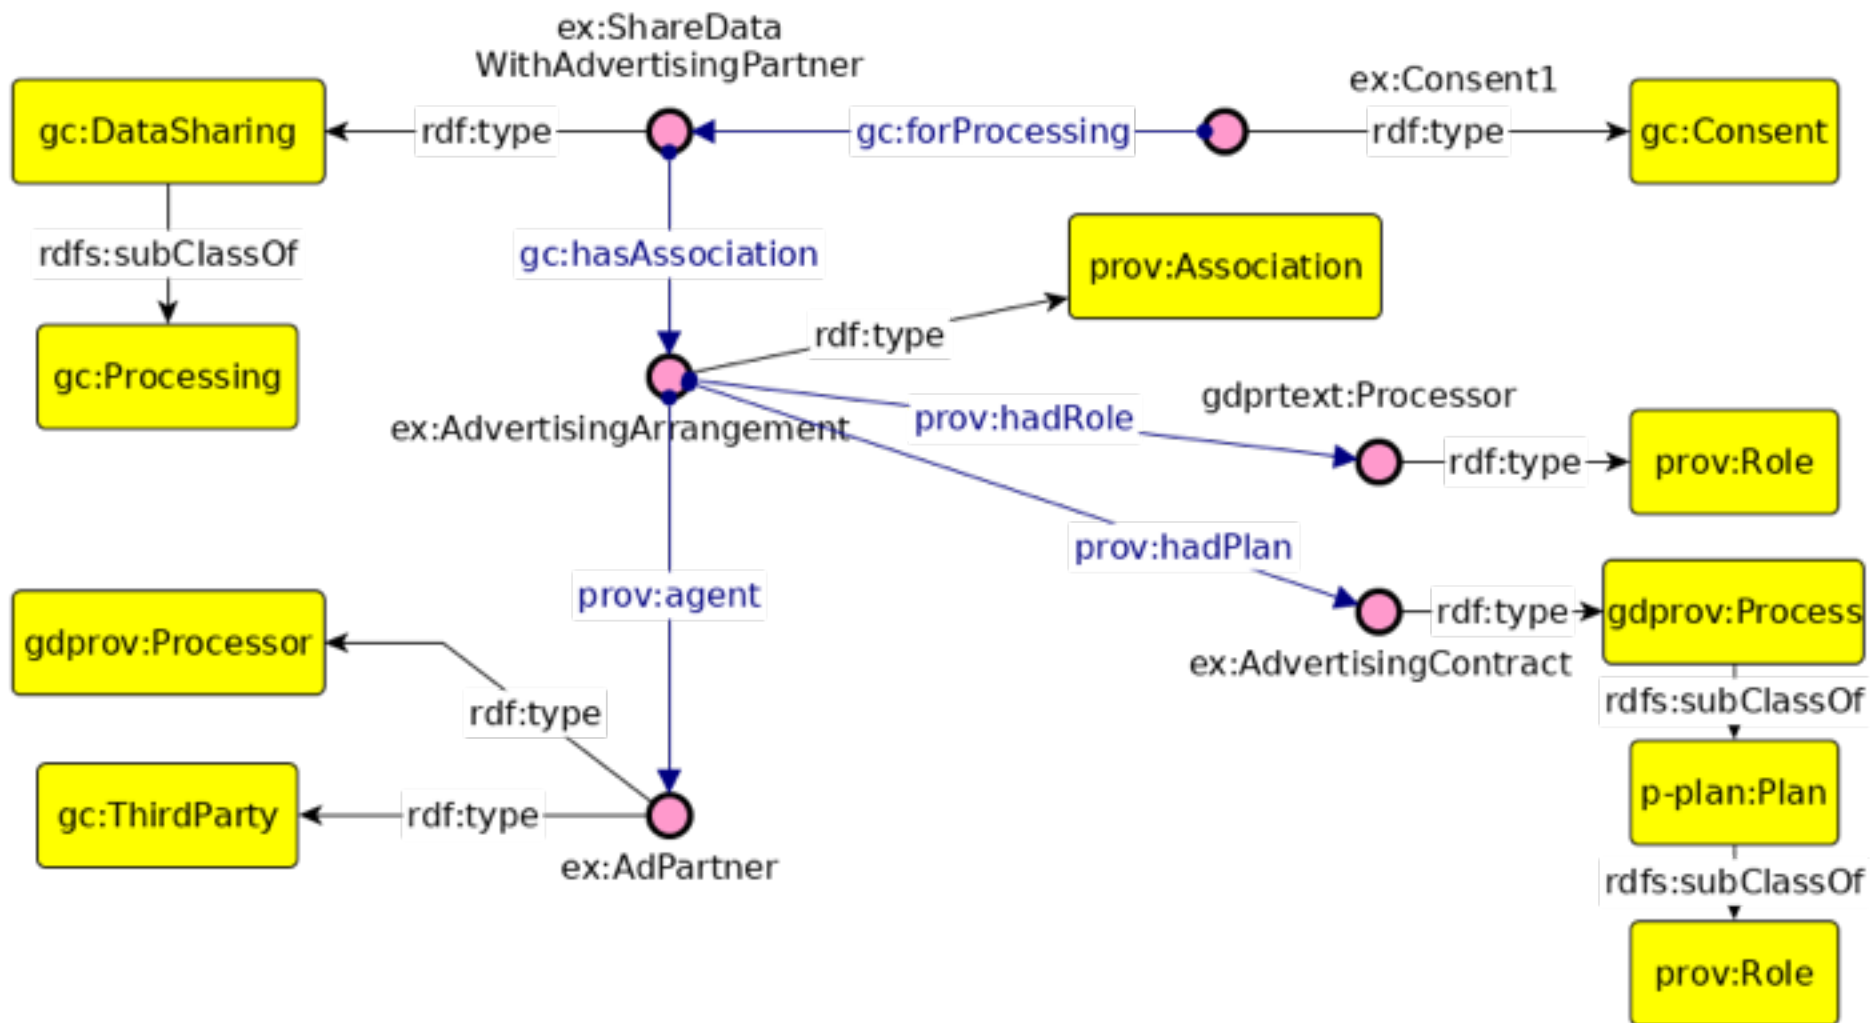 ex:ShareData
WithAdvertisingPartner
ex:Consent1
gc:DataSharing
rdf:type
gc:forProcessing
rdf:type
gc:Consent
rdfs:subClassOf
gc:hasAssociation
prov:Association
rdf:type
gc:Processing
ex:AdvertisingArrangement
prov:hadRole
gdprtext:Processor
rdf:type
prov:Role
prov:hadPlan
prov:agent
rdf:type
gdprov:Process
ex:AdvertisingContract
gdprov:Processor
rdfs:subClassOf
rdf:type
p-plan:Plan
gc:ThirdParty
rdf:type
ex:AdPartner
rdfs:subClassOf
prov:Role